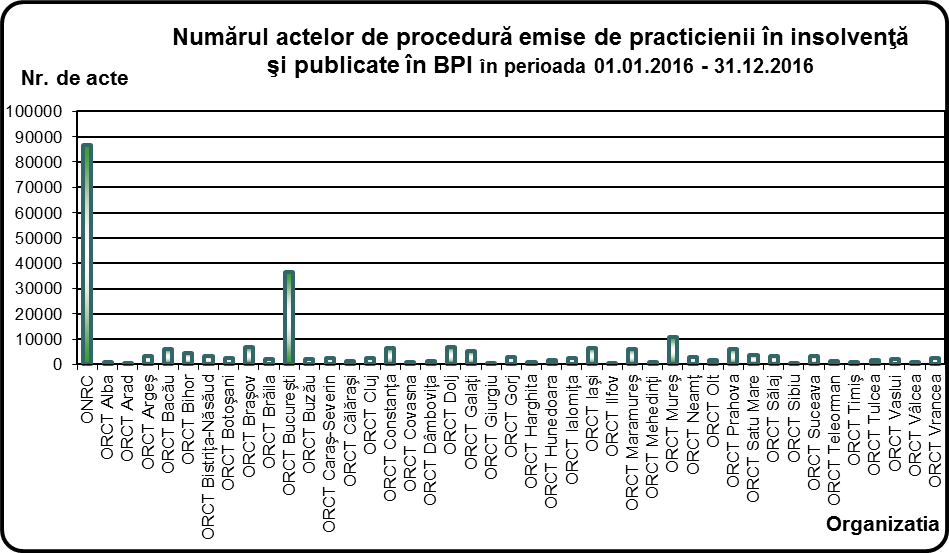 Numărul actelor de procedură emise de practicienii în insolvenţă
şi publicate în BPI în perioada 01.01.2016 - 31.12.2016
Nr. de acte
100000
90000
80000
70000
60000
50000
40000
30000
20000
10000
0
ONRC
ORCT Alba
ORCT Arad
ORCT Argeş
ORCT Bacău
ORCT Bihor
ORCT Bistriţa-Năsăud
ORCT Botoşani
ORCT Braşov
ORCT Brăila
ORCT Bucureşti
ORCT Buzău
ORCT Caraş-Severin
ORCT Călăraşi
ORCT Cluj
ORCT Constanţa
ORCT Covasna
ORCT Dâmboviţa
ORCT Dolj
ORCT Galaţi
ORCT Giurgiu
ORCT Gorj
ORCT Harghita
ORCT Hunedoara
ORCT Ialomiţa
ORCT Iaşi
ORCT Ilfov
ORCT Maramureş
ORCT Mehedinţi
ORCT Mureş
ORCT Neamţ
ORCT Olt
ORCT Prahova
ORCT Satu Mare
ORCT Sălaj
ORCT Sibiu
ORCT Suceava
ORCT Teleorman
ORCT Timiş
ORCT Tulcea
ORCT Vaslui
ORCT Vâlcea
ORCT Vrancea
Organizatia